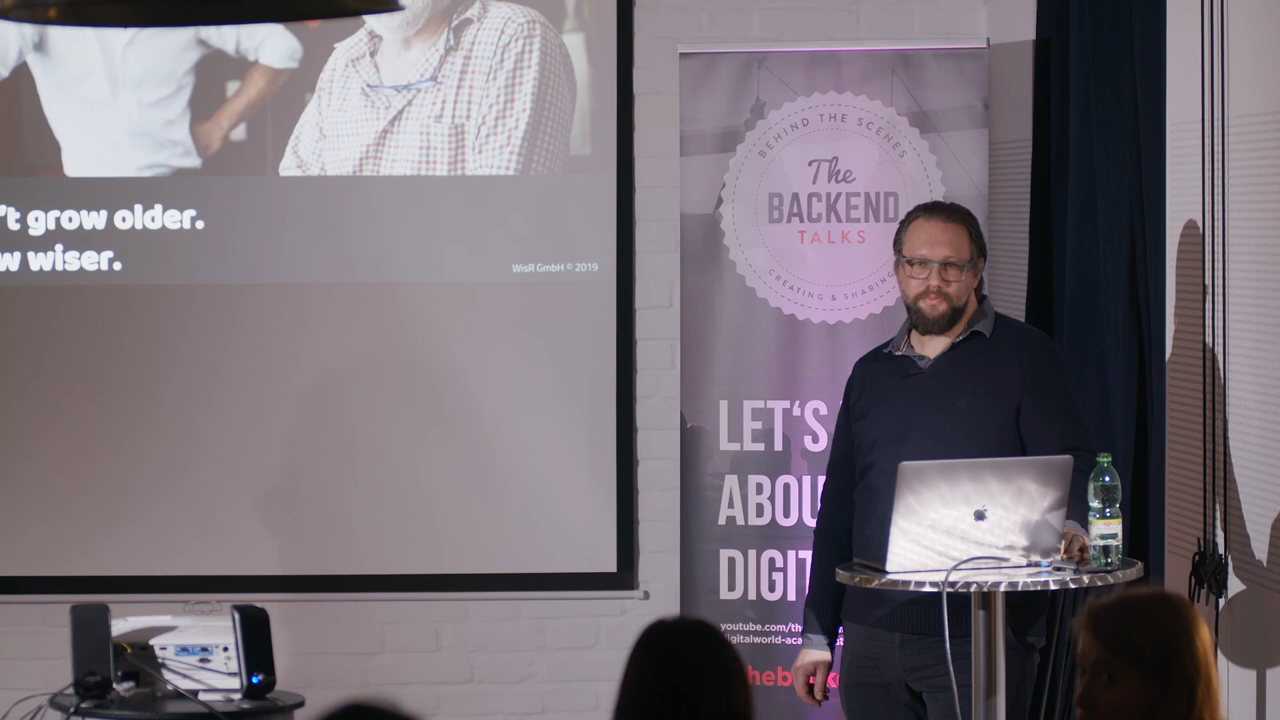 't grow older.
w wiser.
WisR GmbH © 2019
BEHIND THE SCENES
The
BACKEND
TALKS
CREATING & SHARING
LET'S
ABOU
DIGIT
youtube.com/the
digitalworld-aca